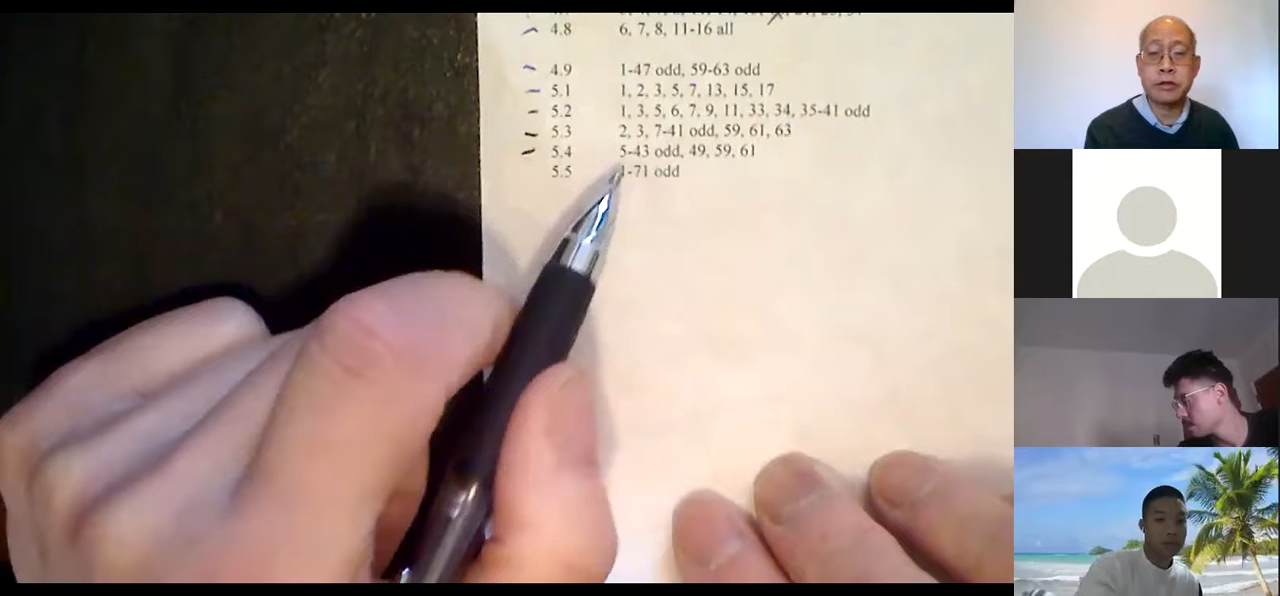 4.8 6, 7, 8, 11-16 all
4.9 1-47 odd, 59-63 odd
5.1 1, 2, 3, 5, 7, 13, 15, 17
5.2 1, 3, 5, 6, 7, 9, 11, 33, 34, 35-41 odd
5.3 2, 3, 7-41 odd, 59, 61, 63
5.4 5-43 odd, 49, 59, 61
5.5 1-71 odd